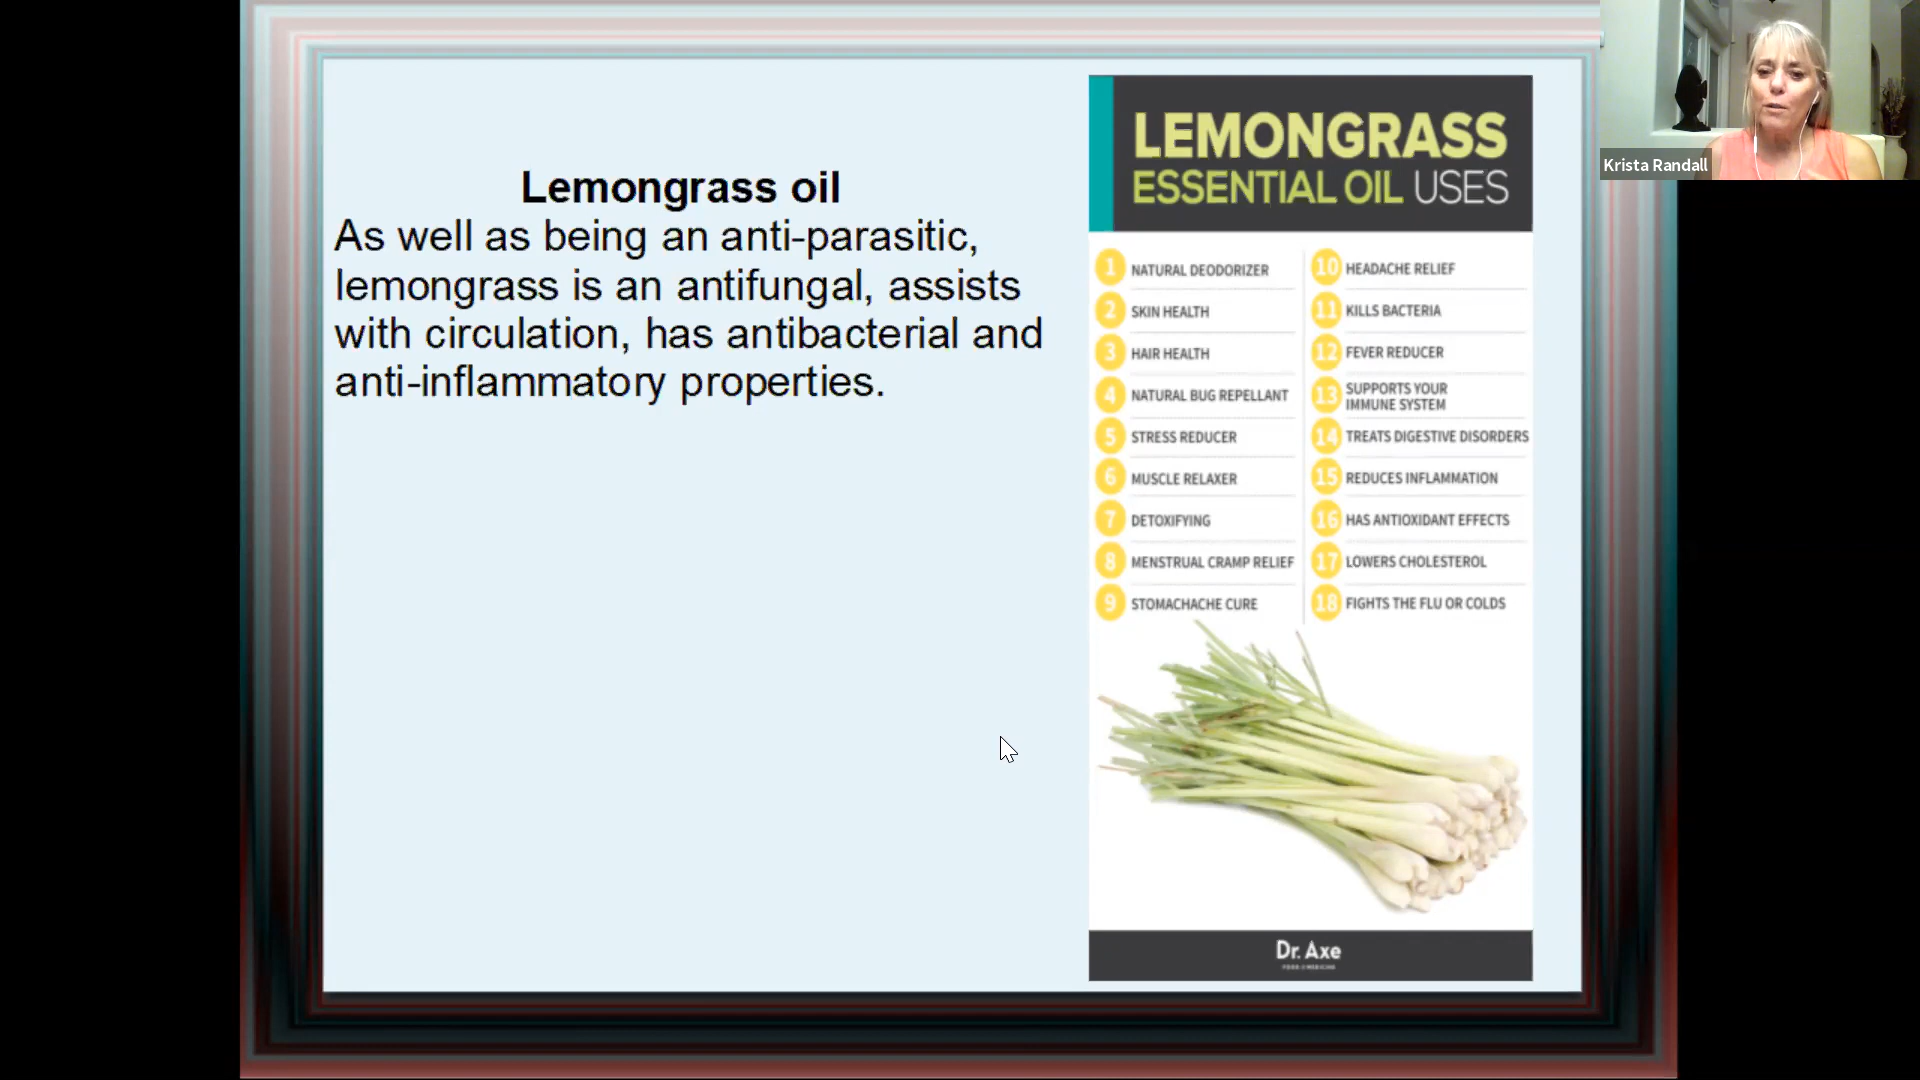 Lemongrass oil
As well as being an anti-parasitic,
lemongrass is an antifungal, assists
with circulation, has antibacterial and
anti-inflammatory properties.
LEMONGRASS
ESSENTIAL OIL USES
1 NATURAL DEODORIZER
2 SKIN HEALTH
3 HAIR HEALTH
4 NATURAL BUG REPELLANT
5 STRESS REDUCER
6 MUSCLE RELAXER
7 DETOXIFYING
8 MENSTRUAL CRAMP RELIEF
9 STOMACHACHE CURE
10 HEADACHE RELIEF
11 KILLS BACTERIA
12 FEVER REDUCER
13 SUPPORTS YOUR
IMMUNE SYSTEM
14 TREATS DIGESTIVE DISORDERS
15 REDUCES INFLAMMATION
16 HAS ANTIOXIDANT EFFECTS
17 LOWERS CHOLESTEROL
18 FIGHTS THE FLU OR COLDS
Dr. Axe
Krista Randall